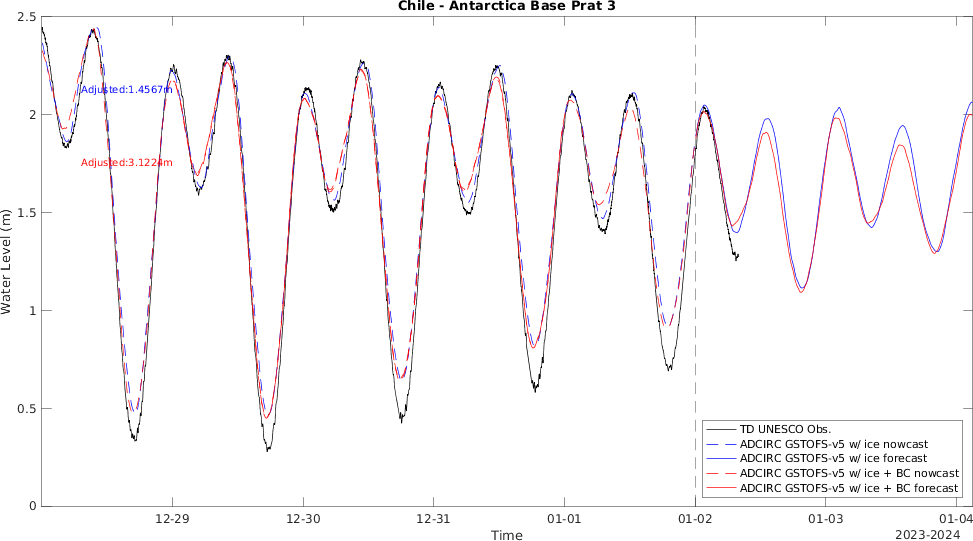 Chile - Antarctica Base Prat 3
2.5
2
1.5
1
0.5
0
Water Level (m)
Adjusted:1.4567m
Adjusted:3.1224m
TD UNESCO Obs.
ADCIRC GSTOFS-v5 w/ ice nowcast
ADCIRC GSTOFS-v5 w/ ice forecast
ADCIRC GSTOFS-v5 w/ ice + BC nowcast
ADCIRC GSTOFS-v5 w/ ice + BC forecast
12-29 12-30 12-31 01-01 01-02 01-03 01-04
Time
2023-2024